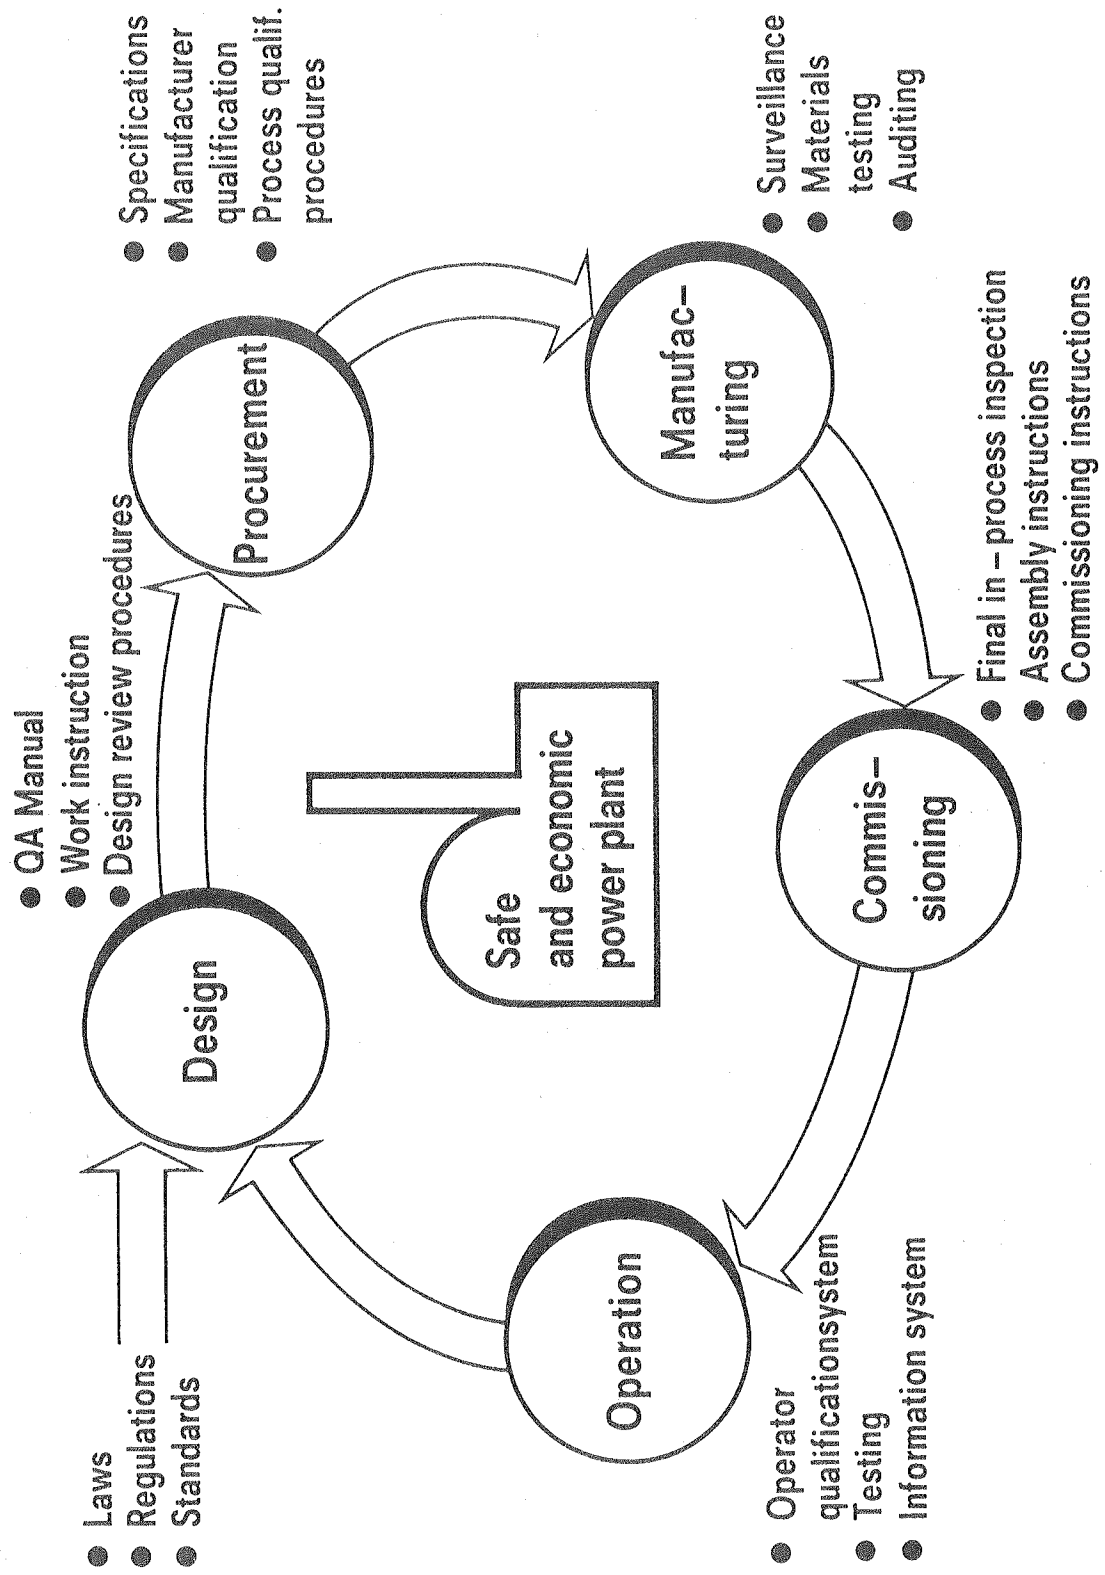 ● Laws
● Regulations
● Standards
Design
● QA Manual
● Work instruction
● Design review procedures
Procurement
● Specifications
● Manufacturer
qualification
● Process qualif.
procedures
Manufac–
turing
● Surveillance
● Materials
testing
● Auditing
Commis–
sioning
● Final in – process inspection
● Assembly instructions
● Commissioning instructions
Operation
● Operator
qualificationsystem
● Testing
● Information system
Safe
and economic
power plant